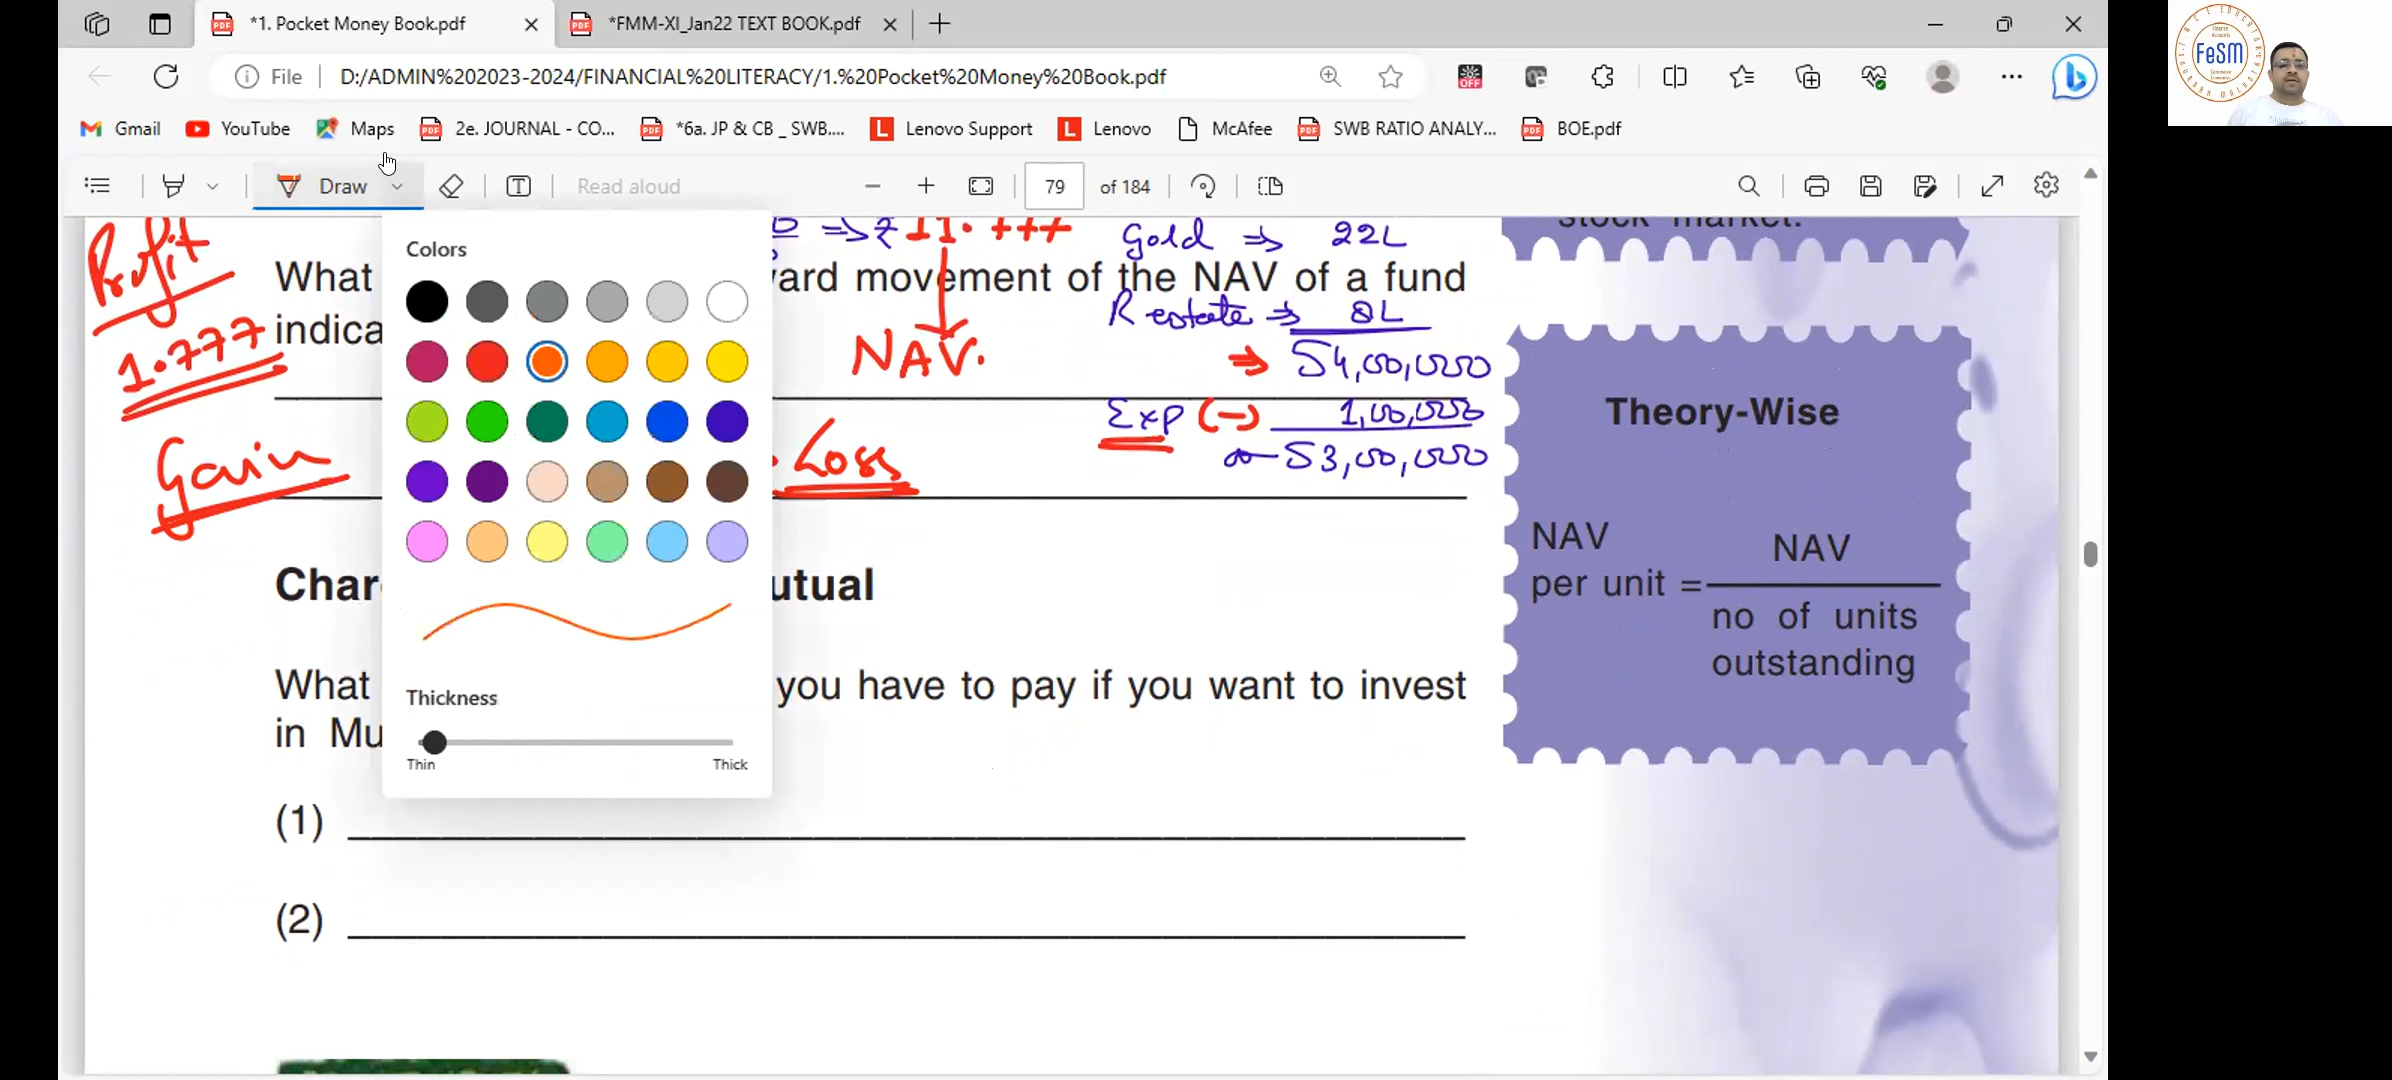 *1. Pocket Money Book.pdf
*FMM-XI_Jan22 TEXT BOOK.pdf
File
D:/ADMIN%202023-2024/FINANCIAL%20LITERACY/1.%20Pocket%20Money%20Book.pdf
Gmail
YouTube
Maps
2e. JOURNAL - CO...
*6a. JP & CB _ SWB....
Lenovo Support
Lenovo
McAfee
SWB RATIO ANALY...
BOE.pdf
Draw
Read aloud
79
of 184
FeSM
Colors
Thickness
Thin
Thick
Profit
1.777
Gain
₹ 11.777
Gold ⇒ 22L
stock market.
What
ward movement of the NAV of a fund
R estate ⇒ 8L
indica
NAV.
⇒ 54,00,000
Exp (-) 1,00,000
Loss
53,00,000
Theory-Wise
NAV per unit = NAV
no of units
outstanding
Char
utual
What
you have to pay if you want to invest
in Mu
(1)
(2)